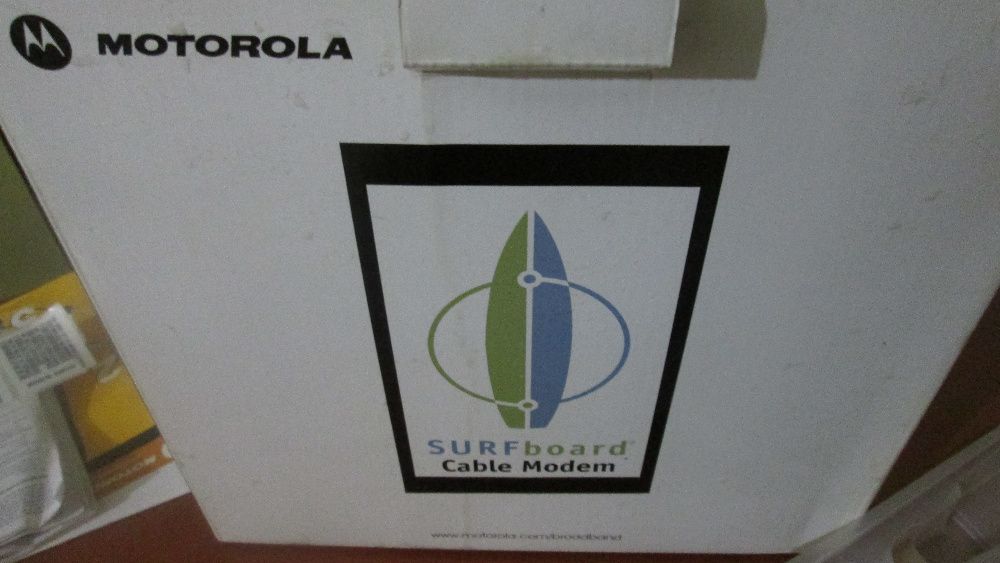 MOTOROLA
SURFboard
Cable Modem
www.motorola.com/broadband